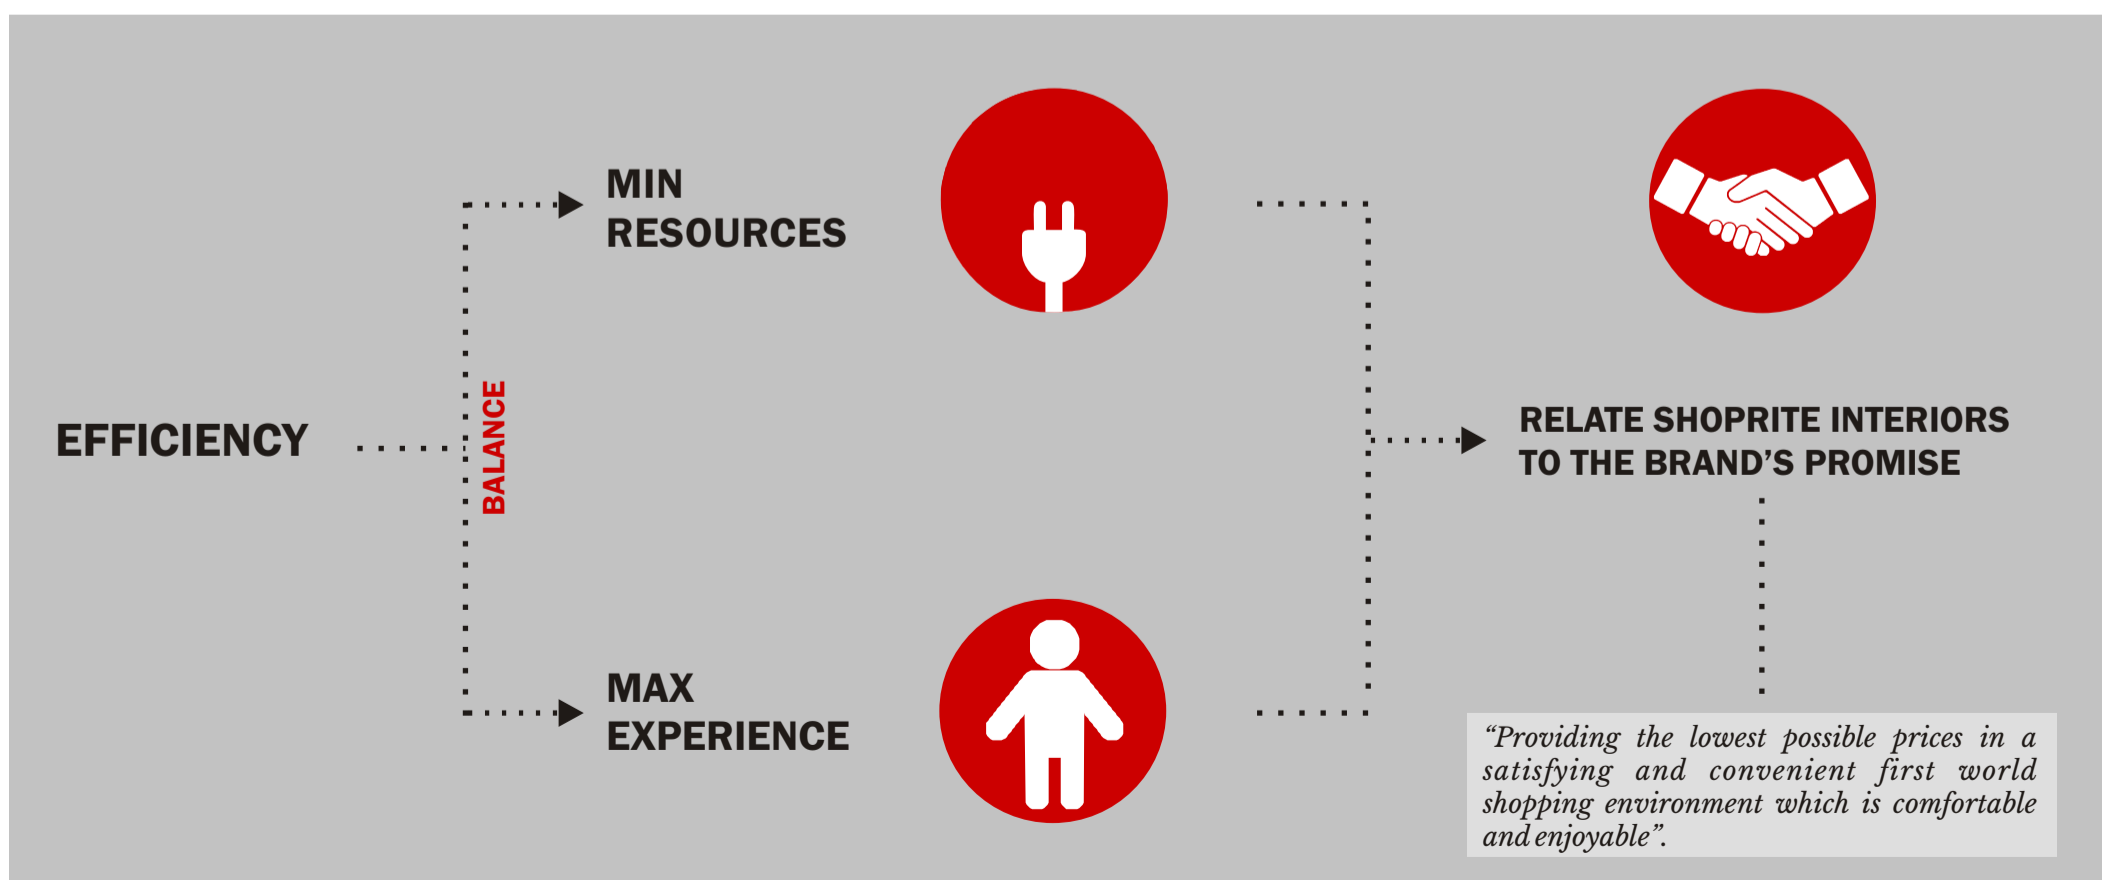 EFFICIENCY
BALANCE
MIN
RESOURCES
MAX
EXPERIENCE
RELATE SHOPRITE INTERIORS
TO THE BRAND’S PROMISE
“Providing the lowest possible prices in a
satisfying and convenient first world
shopping environment which is comfortable
and enjoyable”.